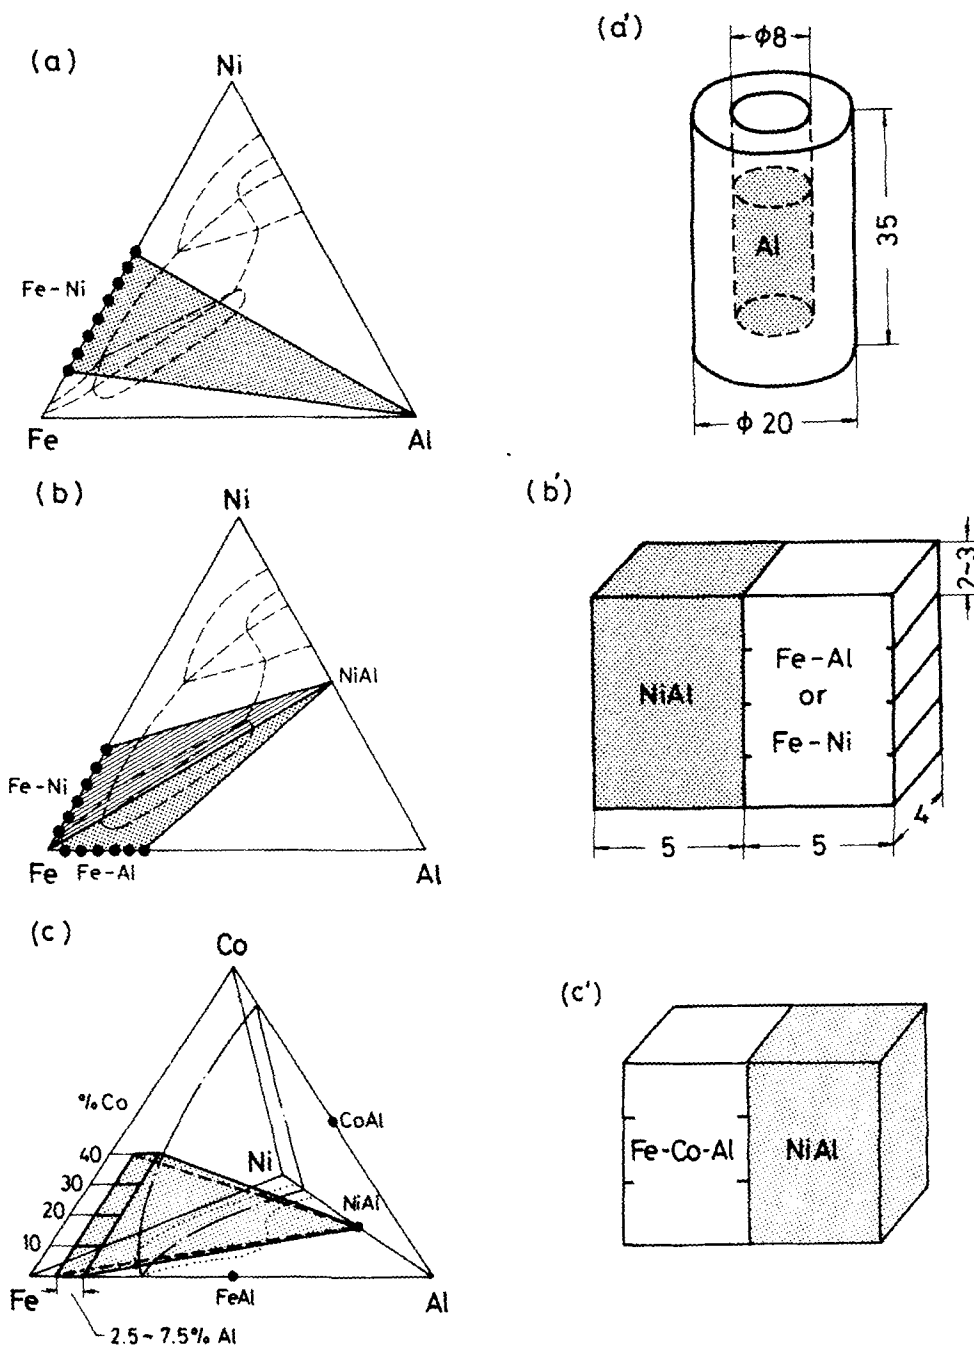 (a)
Ni
Fe-Ni
Fe
Al
(a')
φ8
Al
35
φ20
(b)
Ni
NiAl
Fe-Ni
Fe
Fe-Al
Al
(b')
2~3
NiAl
Fe-Al
or
Fe-Ni
5
5
4
(c)
Co
%Co
40
30
20
10
CoAl
Ni
NiAl
Fe
FeAl
Al
2.5~7.5% Al
(c')
Fe-Co-Al
NiAl